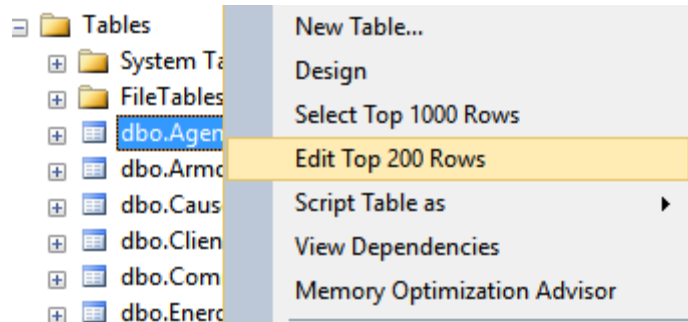 Tables
System Ta
FileTables
dbo.Agen
dbo.Armo
dbo.Caus
dbo.Clien
dbo.Com
dbo.Energ
New Table...
Design
Select Top 1000 Rows
Edit Top 200 Rows
Script Table as
View Dependencies
Memory Optimization Advisor